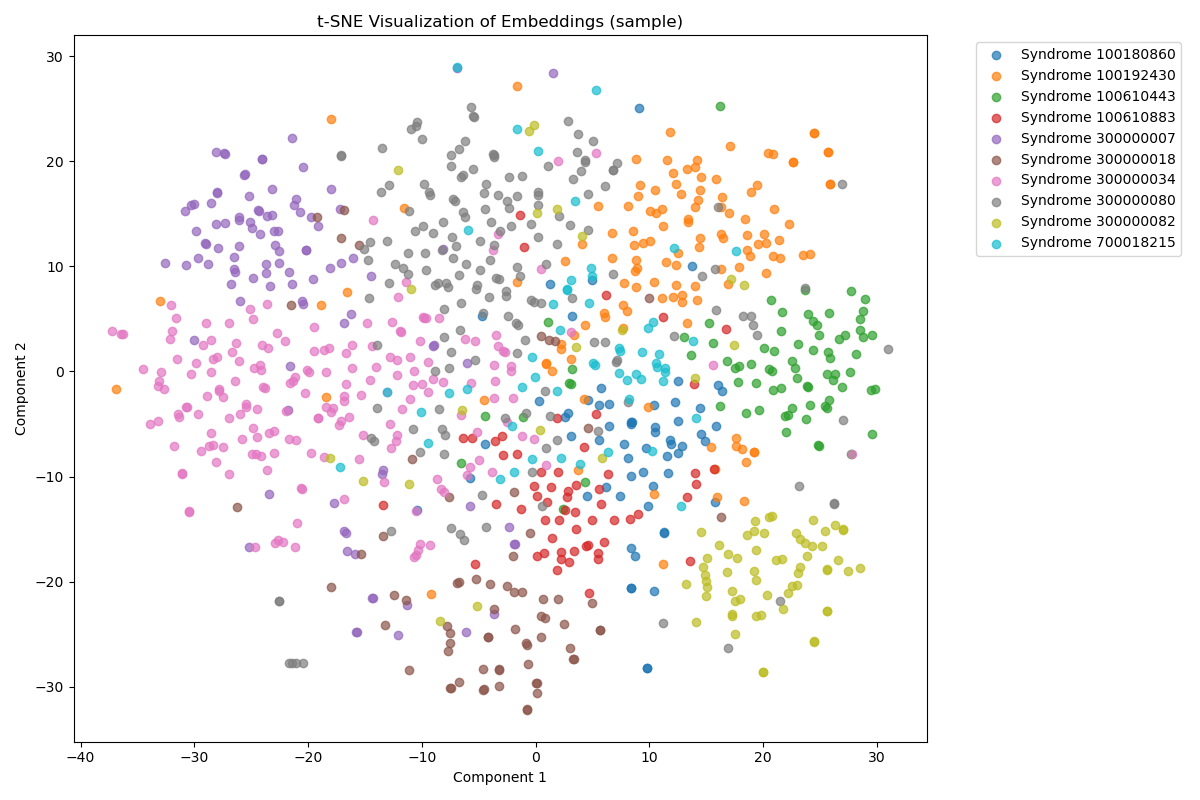 t-SNE Visualization of Embeddings (sample)
Component 2
30
20
10
0
−10
−20
−30
−40
−30
−20
−10
0
10
20
30
Component 1
Syndrome 100180860
Syndrome 100192430
Syndrome 100610443
Syndrome 100610883
Syndrome 300000007
Syndrome 300000018
Syndrome 300000034
Syndrome 300000080
Syndrome 300000082
Syndrome 700018215